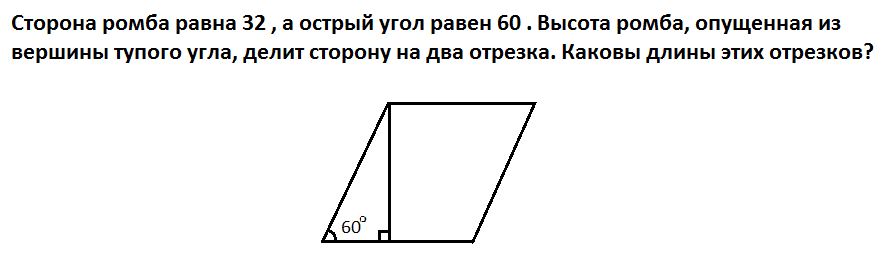 Сторона ромба равна 32 , а острый угол равен 60 . Высота ромба, опущенная из
вершины тупого угла, делит сторону на два отрезка. Каковы длины этих отрезков?
60°